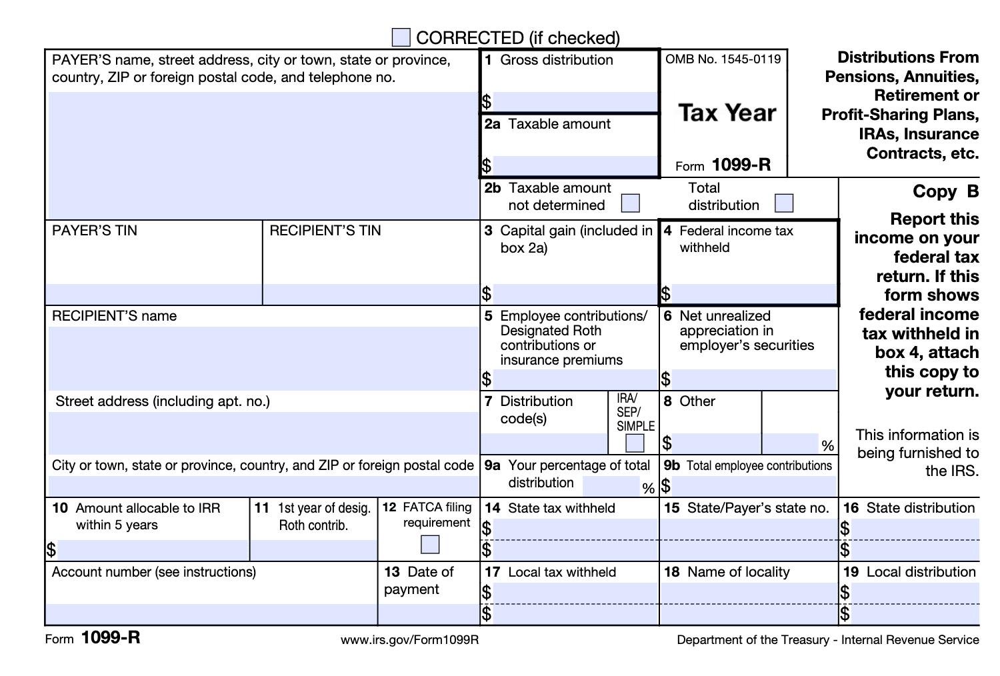 CORRECTED (if checked)
PAYER’S name, street address, city or town, state or province,
country, ZIP or foreign postal code, and telephone no.
1 Gross distribution
$
2a Taxable amount
$
OMB No. 1545-0119
Tax Year
Form 1099-R
Distributions From
Pensions, Annuities,
Retirement or
Profit-Sharing Plans,
IRAs, Insurance
Contracts, etc.
2b Taxable amount
not determined
Total
distribution
Copy B
Report this
income on your
federal tax
return. If this
form shows
federal income
tax withheld in
box 4, attach
this copy to
your return.
This information is
being furnished to
the IRS.
PAYER’S TIN
RECIPIENT’S TIN
3 Capital gain (included in
box 2a)
$
4 Federal income tax
withheld
$
RECIPIENT’S name
5 Employee contributions/
Designated Roth
contributions or
insurance premiums
$
6 Net unrealized
appreciation in
employer’s securities
$
Street address (including apt. no.)
7 Distribution
code(s)
IRA/
SEP/
SIMPLE
8 Other
$
%
City or town, state or province, country, and ZIP or foreign postal code
9a Your percentage of total
distribution %
9b Total employee contributions
$
10 Amount allocable to IRR
within 5 years
$
11 1st year of desig.
Roth contrib.
12 FATCA filing
requirement
14 State tax withheld
$
$
15 State/Payer’s state no.
16 State distribution
$
$
Account number (see instructions)
13 Date of
payment
17 Local tax withheld
$
$
18 Name of locality
19 Local distribution
$
$
Form 1099-R
www.irs.gov/Form1099R
Department of the Treasury - Internal Revenue Service